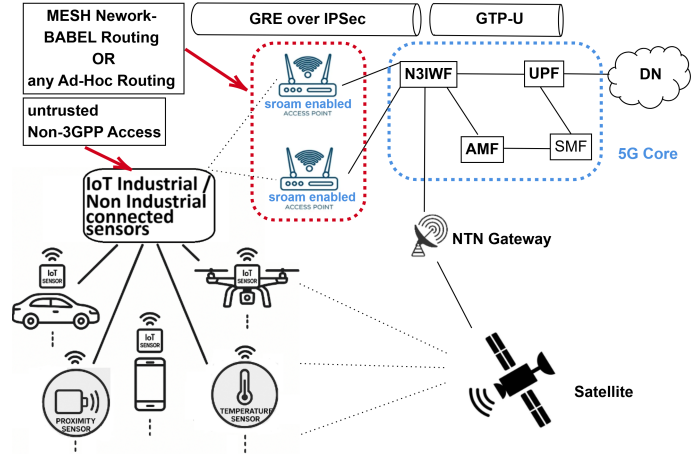 MESH Nework-
BABEL Routing
OR
any Ad-Hoc Routing
GRE over IPSec
GTP-U
untrusted
Non-3GPP Access
sroam enabled
ACCESS POINT
sroam enabled
ACCESS POINT
N3IWF
UPF
DN
AMF
SMF
5G Core
IoT Industrial /
Non Industrial
connected
sensors
NTN Gateway
IoT
SENSOR
IoT
SENSOR
IoT
SENSOR
PROXIMITY
SENSOR
TEMPERATURE
SENSOR
Satellite